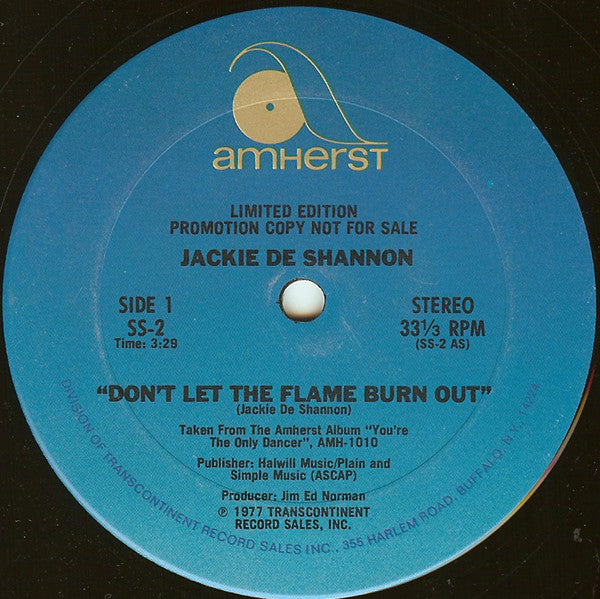 amHerST
LIMITED EDITION
PROMOTION COPY NOT FOR SALE
JACKIE DE SHANNON
SIDE 1
SS-2
Time: 3:29
STEREO
33⅓ RPM
(SS-2 AS)
“DON'T LET THE FLAME BURN OUT”
(Jackie De Shannon)
Taken From The Amherst Album “You're
The Only Dancer”, AMH-1010
Publisher: Halwill Music/Plain and
Simple Music (ASCAP)
Producer: Jim Ed Norman
℗ 1977 TRANSCONTINENT
RECORD SALES, INC.
DIVISION OF TRANSCONTINENT RECORD SALES INC., 355 HARLEM ROAD, BUFFALO, N.Y., 14224